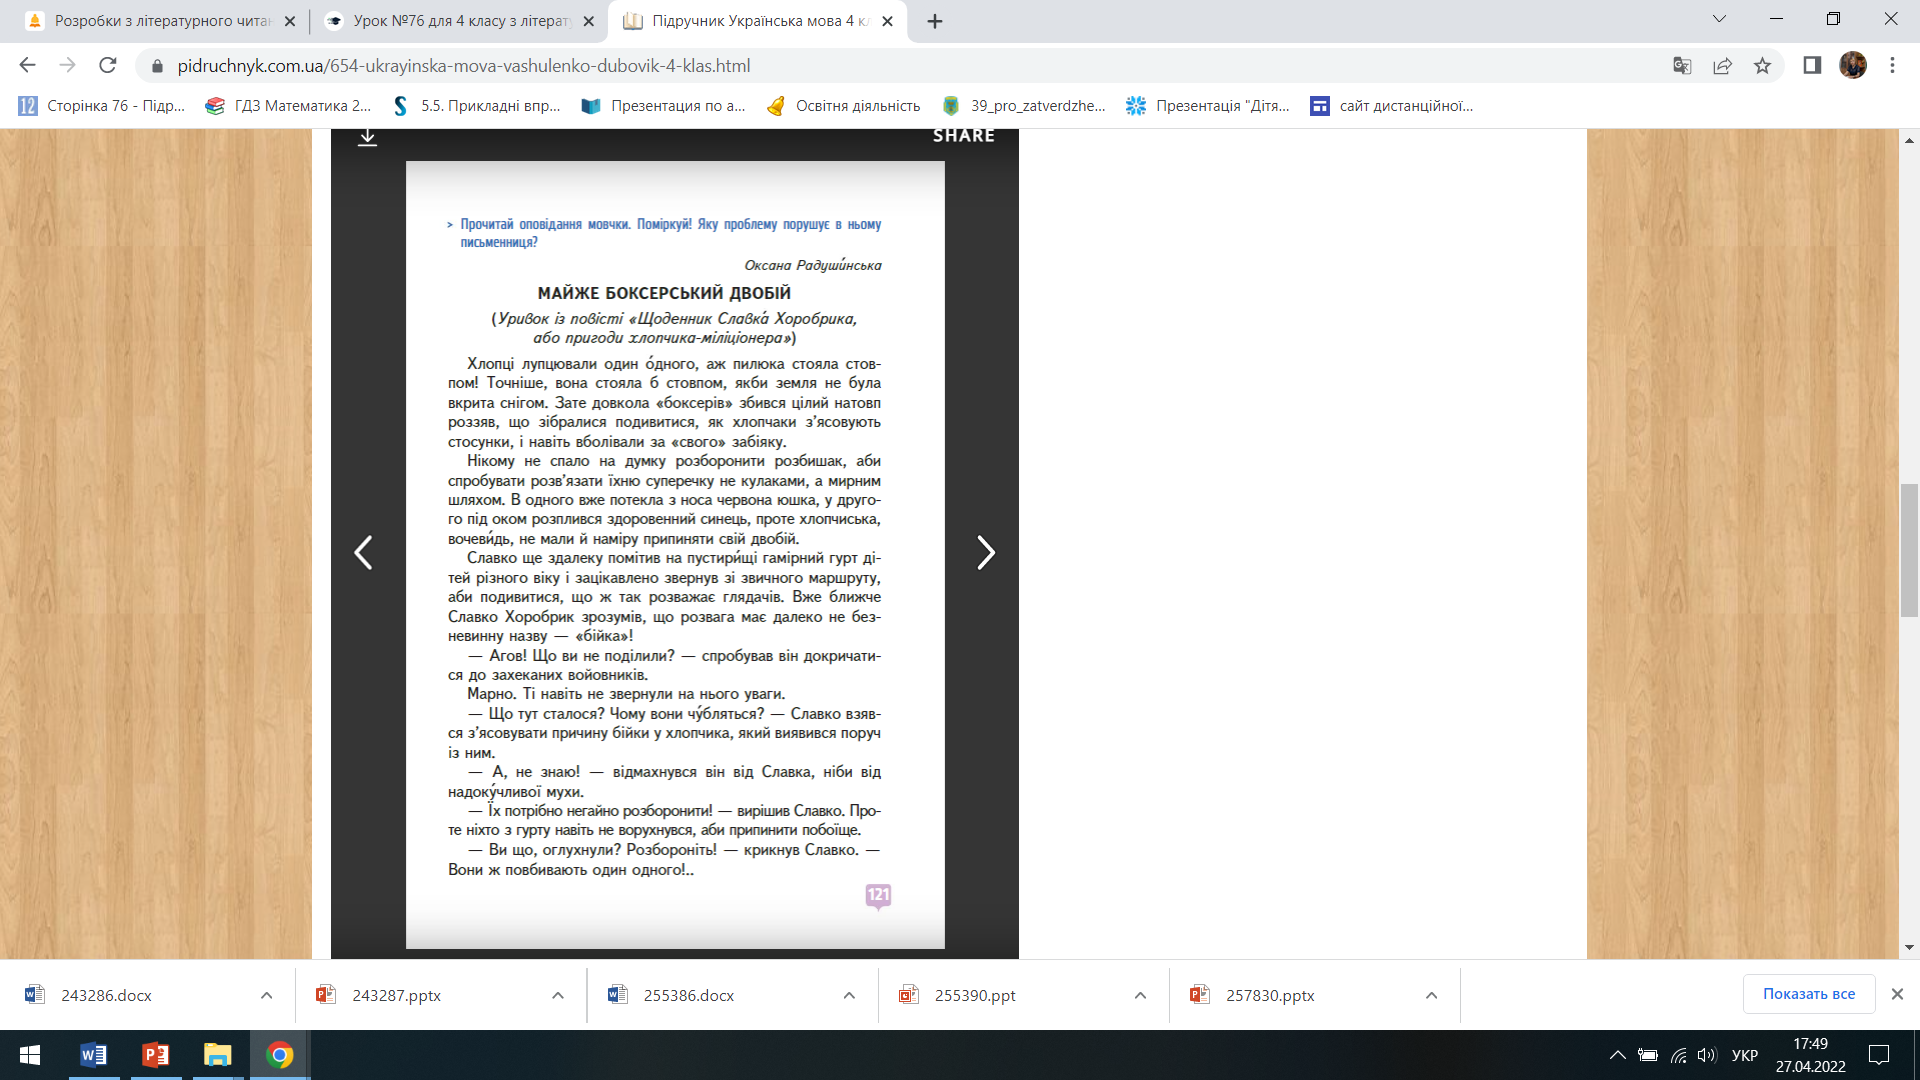 Розробки з літературного читан
Урок №76 для 4 класу з літерату
Підручник Українська мова 4 кл
pidruchnyk.com.ua/654-ukrayinska-mova-vashulenko-dubovik-4-klas.html
12 Сторінка 76 - Підр...
ГДЗ Математика 2...
5.5. Прикладні впр...
Презентация по а...
Освітня діяльність
39_pro_zatverdzhe...
Презентація "Дітя...
сайт дистанційної...
SHARE
> Прочитай оповідання мовчки. Поміркуй! Яку проблему порушує в ньому
письменниця?
Оксана Радуши́нська
МАЙЖЕ БОКСЕРСЬКИЙ ДВОБІЙ
(Уривок із повісті «Щоденник Славка́ Хоробрика,
або пригоди хлопчика-міліціонера»)
Хлопці лупцювали один о́дного, аж пилюка стояла стов-
пом! Точніше, вона стояла б стовпом, якби земля не була
вкрита снігом. Зате довкола «боксерів» збився цілий натовп
роззяв, що зібралися подивитися, як хлопчаки з’ясовують
стосунки, і навіть вболівали за «свого» забіяку.
Нікому не спало на думку розборонити розбишак, аби
спробувати розв’язати їхню суперечку не кулаками, а мирним
шляхом. В одного вже потекла з носа червона юшка, у друго-
го під оком розплився здоровенний синець, проте хлопчиська,
вочеви́дь, не мали й наміру припиняти свій двобій.
Славко ще здалеку помітив на пустири́щі гамірний гурт ді-
тей різного віку і зацікавлено звернув зі звичного маршруту,
аби подивитися, що ж так розважає глядачів. Вже ближче
Славко Хоробрик зрозумів, що розвага має далеко не без-
невинну назву — «бійка»!
— Агов! Що ви не поділили? — спробував він докричати-
ся до захеканих войовників.
Марно. Ті навіть не звернули на нього уваги.
— Що тут сталося? Чому вони чу́бляться? — Славко взяв-
ся з’ясовувати причину бійки у хлопчика, який виявився поруч
із ним.
— А, не знаю! — відмахнувся він від Славка, ніби від
надоку́чливої мухи.
— Їх потрібно негайно розборонити! — вирішив Славко. Про-
те ніхто з гурту навіть не ворухнувся, аби припинити побоїще.
— Ви що, оглухнули? Розбороніть! — крикнув Славко. —
Вони ж повбивають один одного!..
121
243286.docx
243287.pptx
255386.docx
255390.ppt
257830.pptx
Показать все
УКР
17:49
27.04.2022